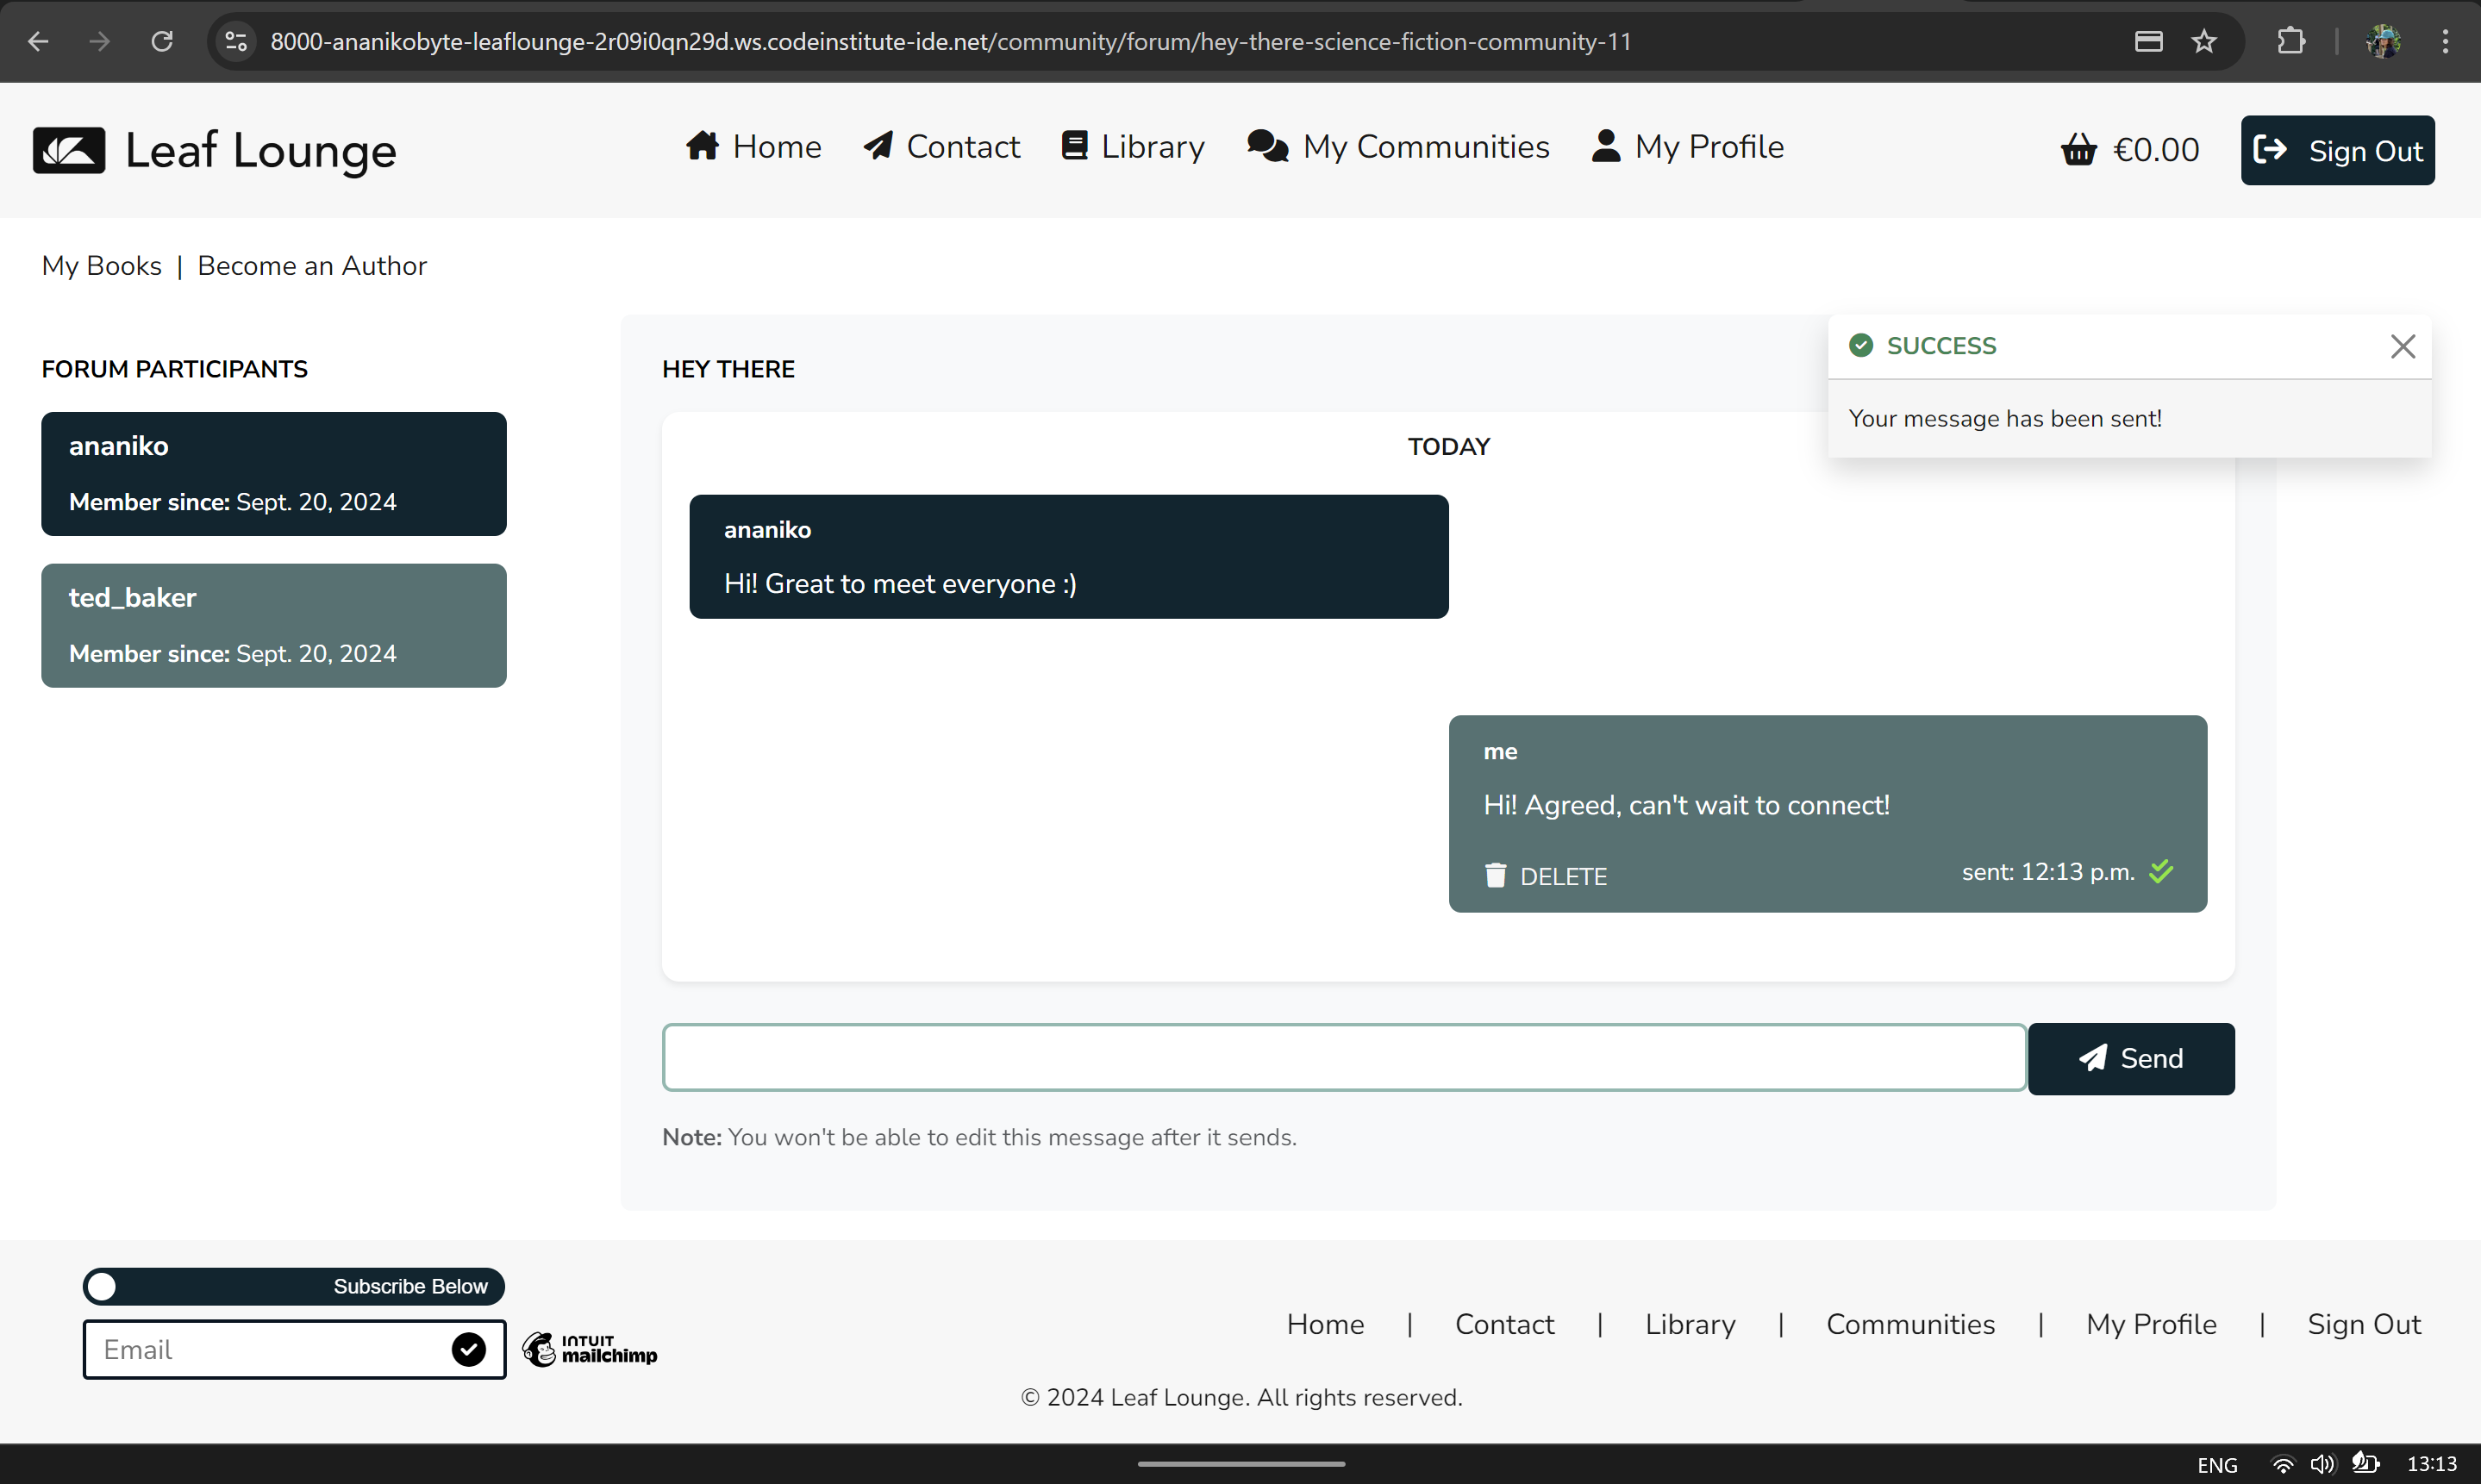 8000-ananikobyte-leaflounge-2r09i0qn29d.ws.codeinstitute-ide.net/community/forum/hey-there-science-fiction-community-11
Leaf Lounge
Home
Contact
Library
My Communities
My Profile
€0.00
Sign Out
My Books | Become an Author
FORUM PARTICIPANTS
ananiko
Member since: Sept. 20, 2024
ted_baker
Member since: Sept. 20, 2024
HEY THERE
SUCCESS
Your message has been sent!
TODAY
ananiko
Hi! Great to meet everyone :)
me
Hi! Agreed, can't wait to connect!
DELETE
sent: 12:13 p.m.
Send
Note: You won't be able to edit this message after it sends.
Subscribe Below
Email
INTUIT
mailchimp
Home | Contact | Library | Communities | My Profile | Sign Out
© 2024 Leaf Lounge. All rights reserved.
ENG
13:13